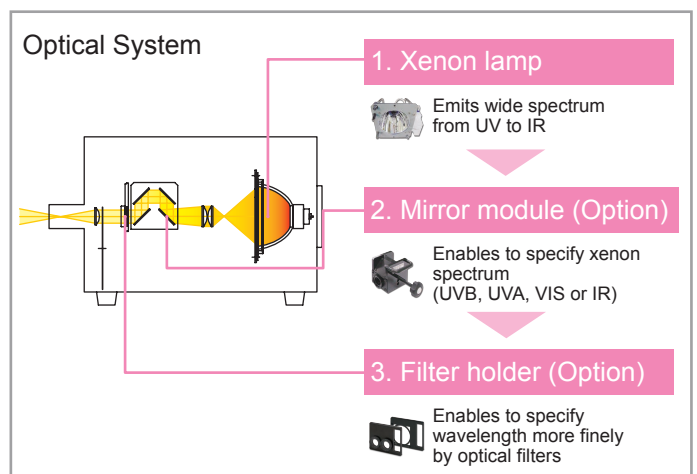 Optical System
1. Xenon lamp
Emits wide spectrum
from UV to IR
2. Mirror module (Option)
Enables to specify xenon
spectrum
(UVB, UVA, VIS or IR)
3. Filter holder (Option)
Enables to specify
wavelength more finely
by optical filters